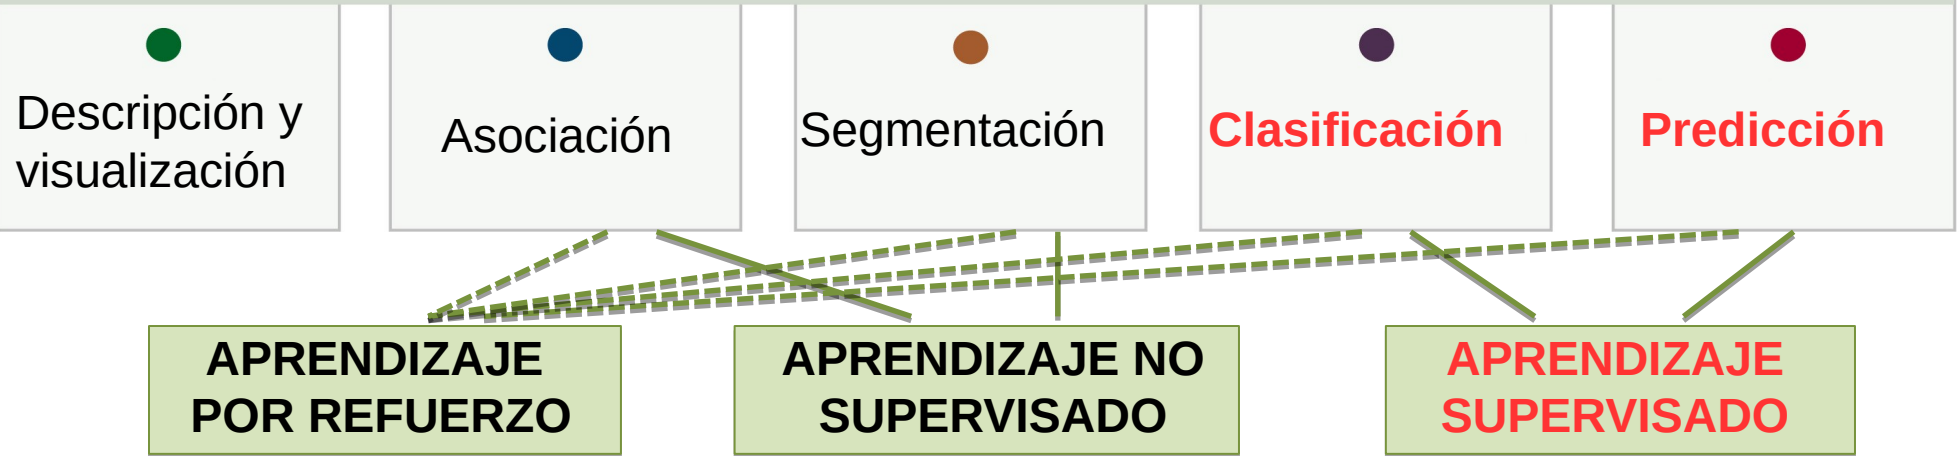 Descripción y
visualización
Asociación
Segmentación
Clasificación
Predicción
APRENDIZAJE
POR REFUERZO
APRENDIZAJE NO
SUPERVISADO
APRENDIZAJE
SUPERVISADO